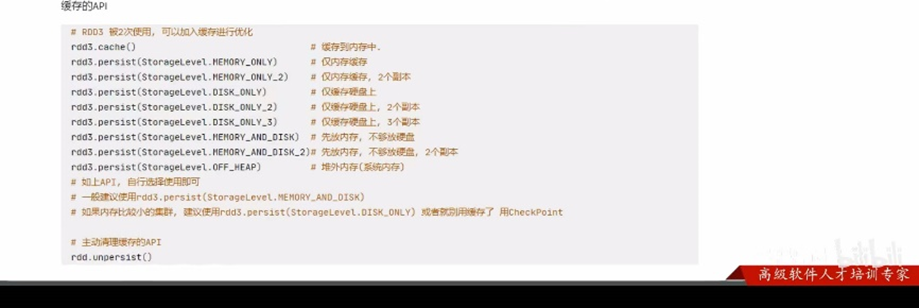 缓存的API
# RDD3 被2次使用, 可以加入缓存进行优化
rdd3.cache() # 缓存到内存中.
rdd3.persist(StorageLevel.MEMORY_ONLY) # 仅内存缓存
rdd3.persist(StorageLevel.MEMORY_ONLY_2) # 仅内存缓存, 2个副本
rdd3.persist(StorageLevel.DISK_ONLY) # 仅缓存硬盘上
rdd3.persist(StorageLevel.DISK_ONLY_2) # 仅缓存硬盘上, 2个副本
rdd3.persist(StorageLevel.DISK_ONLY_3) # 仅缓存硬盘上, 3个副本
rdd3.persist(StorageLevel.MEMORY_AND_DISK) # 先放内存, 不够放硬盘
rdd3.persist(StorageLevel.MEMORY_AND_DISK_2)# 先放内存, 不够放硬盘, 2个副本
rdd3.persist(StorageLevel.OFF_HEAP) # 堆外内存(系统内存)
# 如上API, 自行选择使用即可
# 一般建议使用rdd3.persist(StorageLevel.MEMORY_AND_DISK)
# 如果内存比较小的集群, 建议使用rdd3.persist(StorageLevel.DISK_ONLY) 或者就别用缓存了 用CheckPoint
# 主动清理缓存的API
rdd.unpersist()
bilibili
高级软件人才培训专家